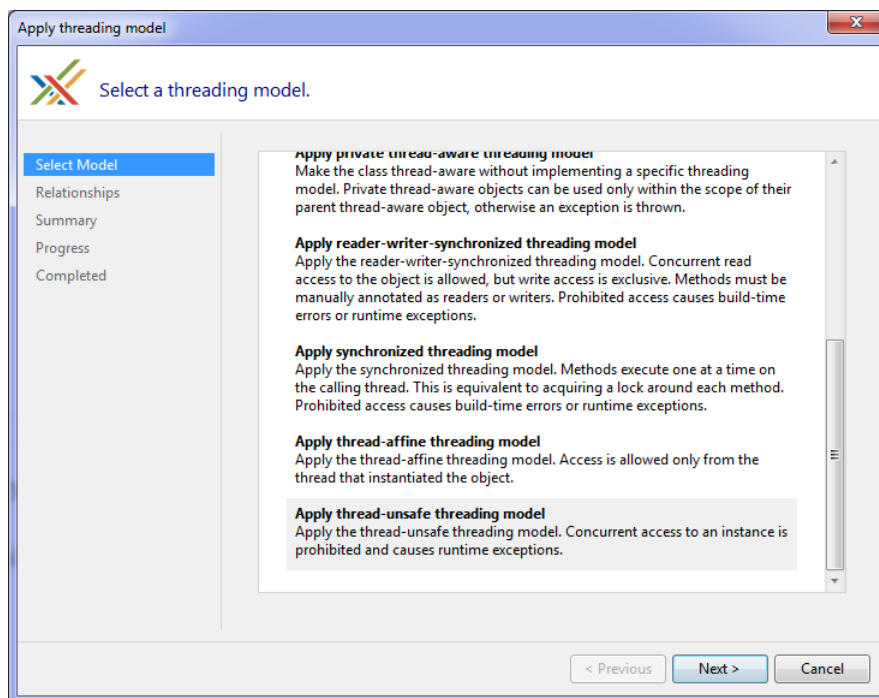 Apply threading model
Select a threading model.
Select Model
Relationships
Summary
Progress
Completed
Apply private thread-aware threading model
Make the class thread-aware without implementing a specific threading
model. Private thread-aware objects can be used only within the scope of their
parent thread-aware object, otherwise an exception is thrown.
Apply reader-writer-synchronized threading model
Apply the reader-writer-synchronized threading model. Concurrent read
access to the object is allowed, but write access is exclusive. Methods must be
manually annotated as readers or writers. Prohibited access causes build-time
errors or runtime exceptions.
Apply synchronized threading model
Apply the synchronized threading model. Methods execute one at a time on
the calling thread. This is equivalent to acquiring a lock around each method.
Prohibited access causes build-time errors or runtime exceptions.
Apply thread-affine threading model
Apply the thread-affine threading model. Access is allowed only from the
thread that instantiated the object.
Apply thread-unsafe threading model
Apply the thread-unsafe threading model. Concurrent access to an instance is
prohibited and causes runtime exceptions.
< Previous
Next >
Cancel